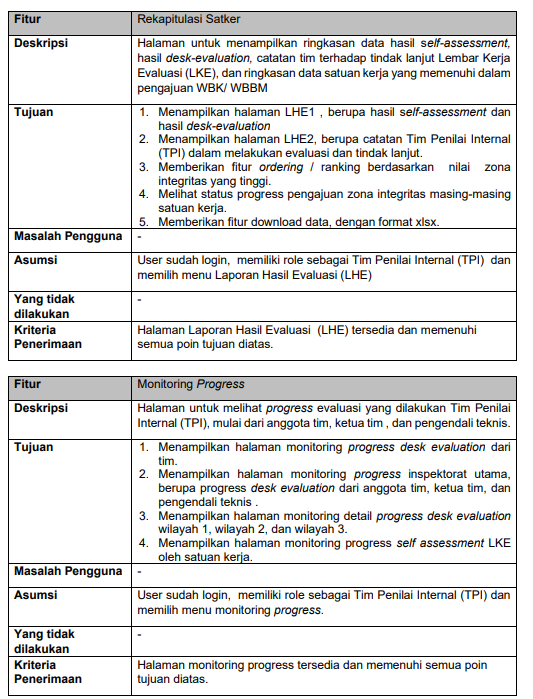 Fitur Rekapitulasi Satker
Deskripsi Halaman untuk menampilkan ringkasan data hasil self-assessment,
hasil desk-evaluation, catatan tim terhadap tindak lanjut Lembar Kerja
Evaluasi (LKE), dan ringkasan data satuan kerja yang memenuhi dalam
pengajuan WBK/ WBBM
Tujuan 1. Menampilkan halaman LHE1 , berupa hasil self-assessment dan
hasil desk-evaluation
2. Menampilkan halaman LHE2, berupa catatan Tim Penilai Internal
(TPI) dalam melakukan evaluasi dan tindak lanjut.
3. Memberikan fitur ordering / ranking berdasarkan nilai zona
integritas yang tinggi.
4. Melihat status progress pengajuan zona integritas masing-masing
satuan kerja.
5. Memberikan fitur download data, dengan format xlsx.
Masalah Pengguna -
Asumsi User sudah login, memiliki role sebagai Tim Penilai Internal (TPI) dan
memilih menu Laporan Hasil Evaluasi (LHE)
Yang tidak -
dilakukan
Kriteria Halaman Laporan Hasil Evaluasi (LHE) tersedia dan memenuhi
Penerimaan semua poin tujuan diatas.
Fitur Monitoring Progress
Deskripsi Halaman untuk melihat progress evaluasi yang dilakukan Tim Penilai
Internal (TPI), mulai dari anggota tim, ketua tim , dan pengendali teknis.
Tujuan 1. Menampilkan halaman monitoring progress desk evaluation dari
tim.
2. Menampilkan halaman monitoring progress inspektorat utama,
berupa progress desk evaluation dari anggota tim, ketua tim, dan
pengendali teknis .
3. Menampilkan halaman monitoring detail progress desk evaluation
wilayah 1, wilayah 2, dan wilayah 3.
4. Menampilkan halaman monitoring progress self assessment LKE
oleh satuan kerja.
Masalah Pengguna -
Asumsi User sudah login, memiliki role sebagai Tim Penilai Internal (TPI) dan
memilih menu monitoring progress.
Yang tidak -
dilakukan
Kriteria Halaman monitoring progress tersedia dan memenuhi semua poin
Penerimaan tujuan diatas.